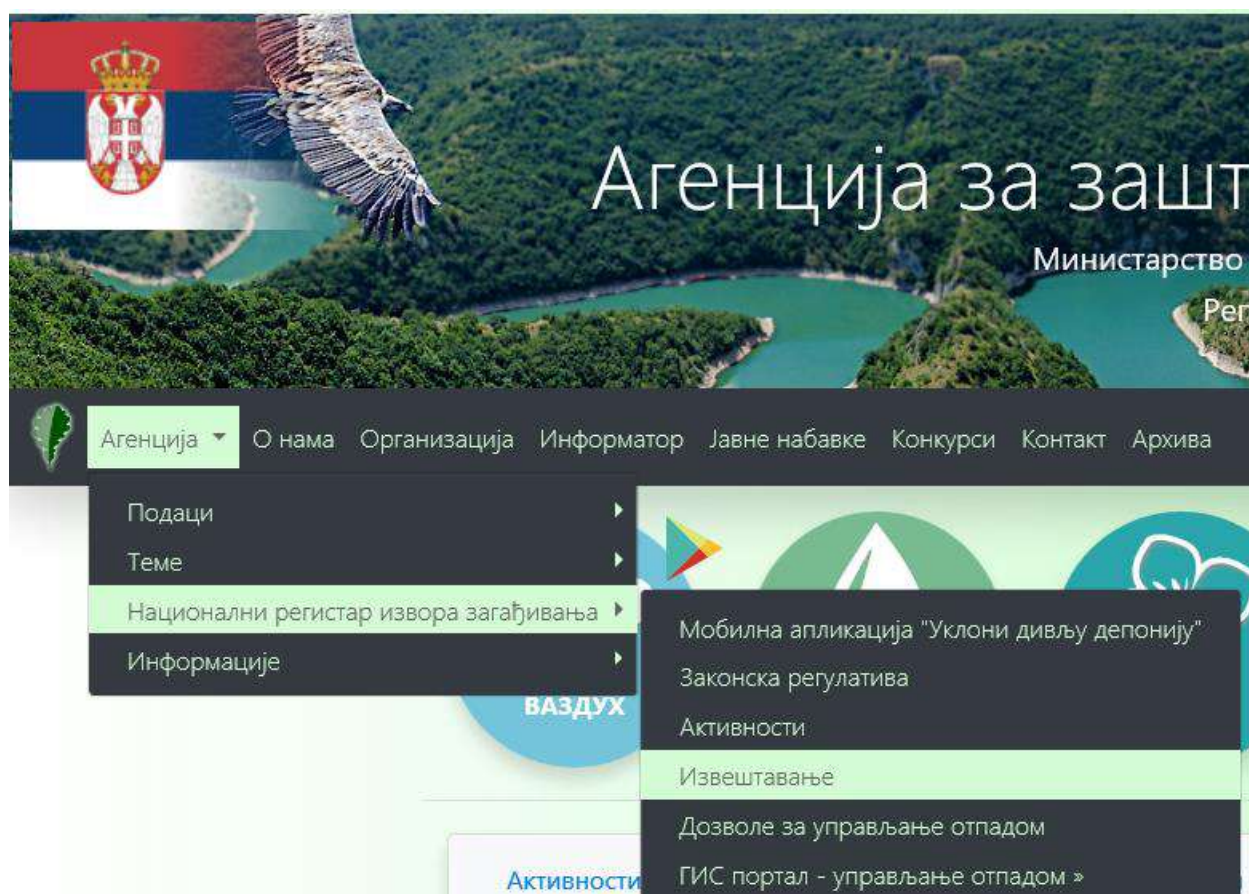 Агенција за зашт
Министарство
Реп
Агенција О нама Организација Информатор Јавне набавке Конкурси Контакт Архива
Подаци
Теме
Национални регистар извора загађивања
Информације
Мобилна апликација "Уклони дивљу депонију"
Законска регулатива
Активности
Извештавање
Дозволе за управљање отпадом
ГИС портал - управљање отпадом »
ВАЗДУХ
Активности